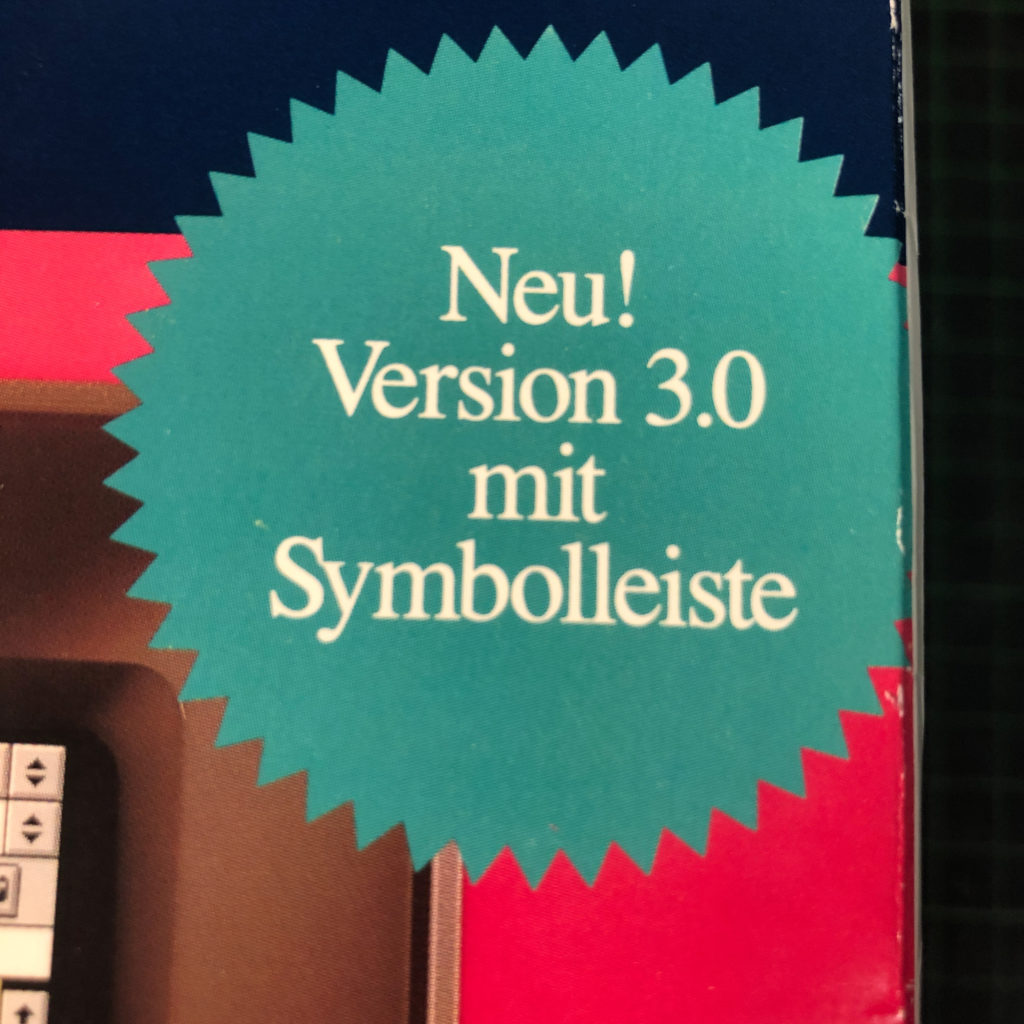 Neu!
Version 3.0
mit
Symbolleiste